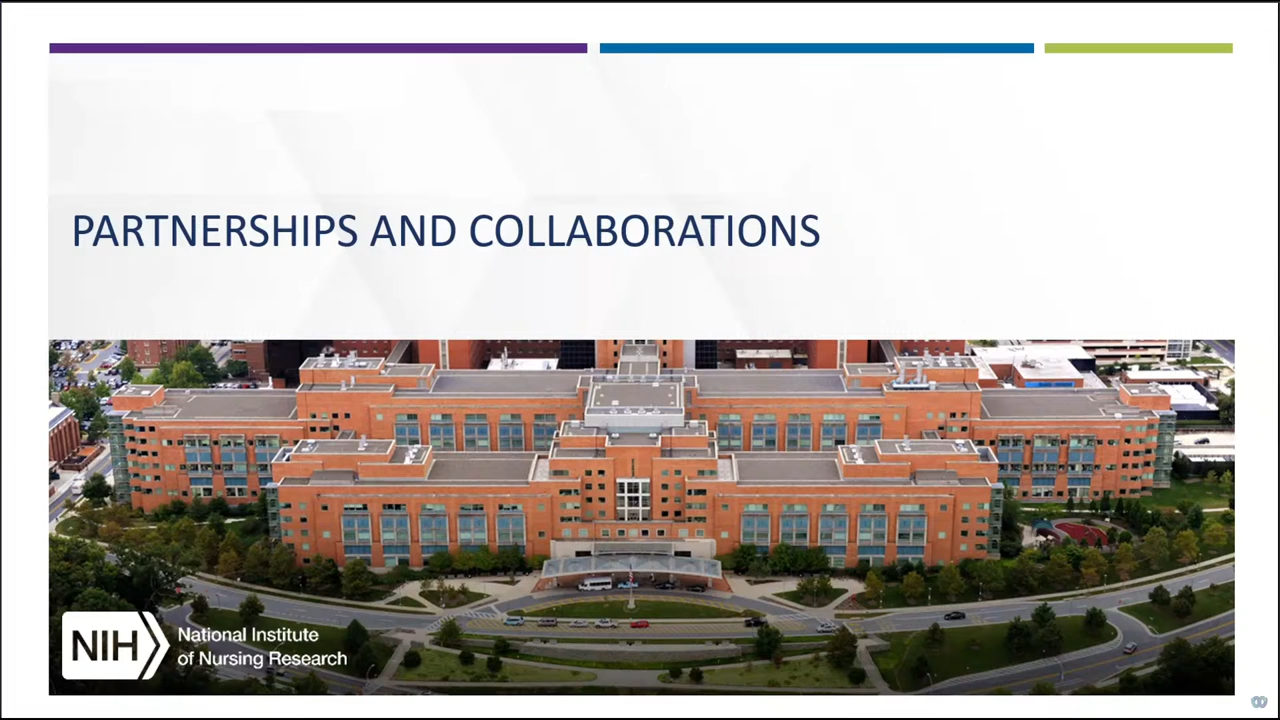 PARTNERSHIPS AND COLLABORATIONS
NIH
National Institute
of Nursing Research